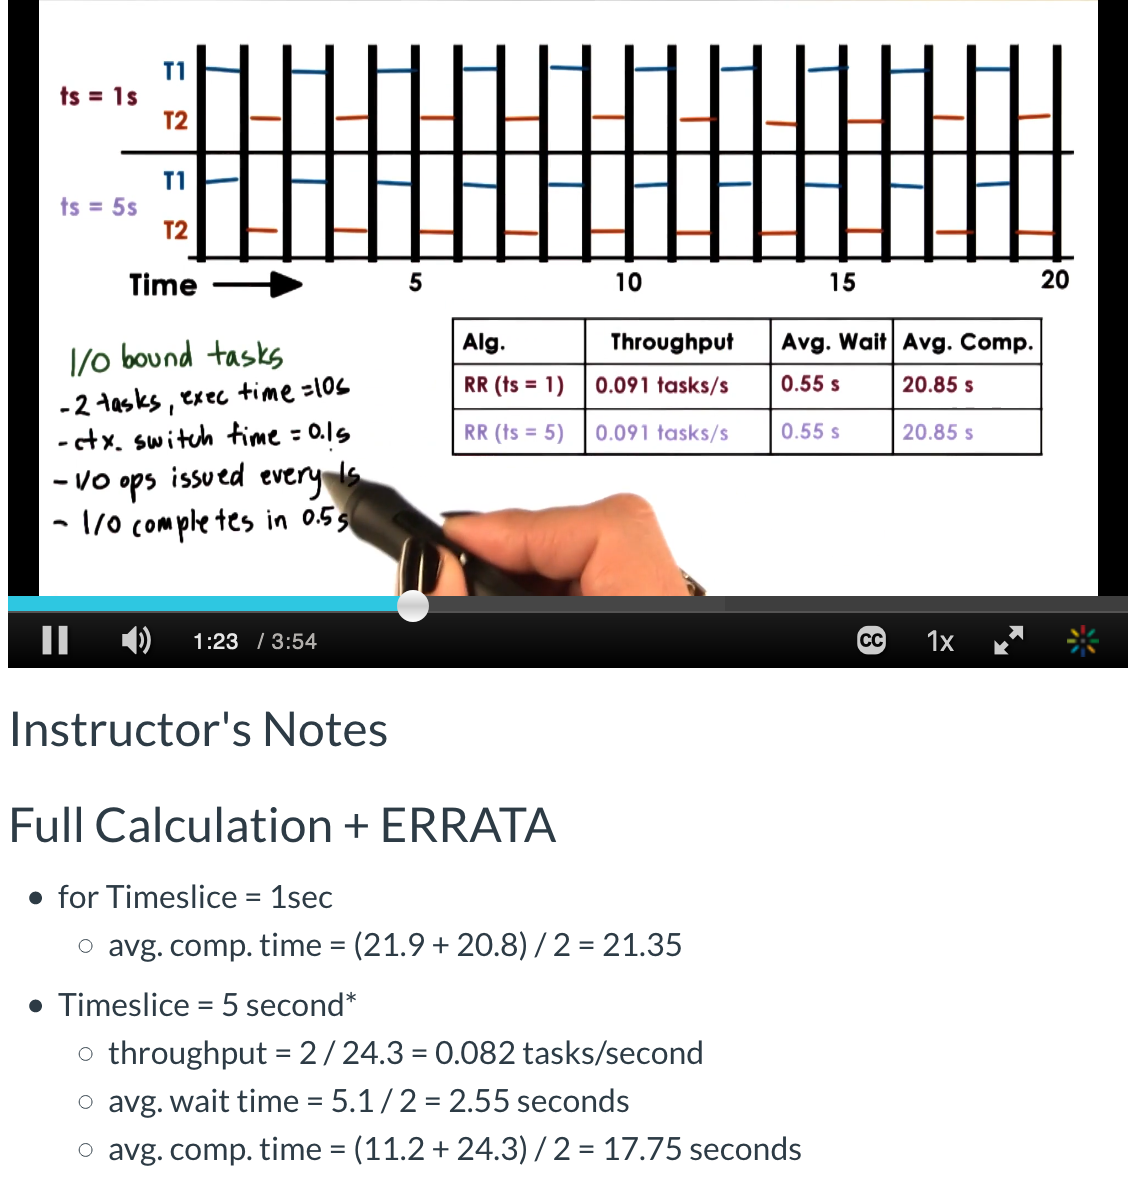 T1
ts = 1s
T2
T1
ts = 5s
T2
Time 5 10 15 20
I/O bound tasks
- 2 tasks, exec time = 10s
- ctx. switch time = 0.1s
- I/O ops issued every 1s
- I/O completes in 0.5s
Alg. Throughput Avg. Wait Avg. Comp.
RR (ts = 1) 0.091 tasks/s 0.55 s 20.85 s
RR (ts = 5) 0.091 tasks/s 0.55 s 20.85 s
1:23 / 3:54 CC 1x
Instructor's Notes
Full Calculation + ERRATA
• for Timeslice = 1sec
○ avg. comp. time = (21.9 + 20.8) / 2 = 21.35
• Timeslice = 5 second*
○ throughput = 2 / 24.3 = 0.082 tasks/second
○ avg. wait time = 5.1 / 2 = 2.55 seconds
○ avg. comp. time = (11.2 + 24.3) / 2 = 17.75 seconds